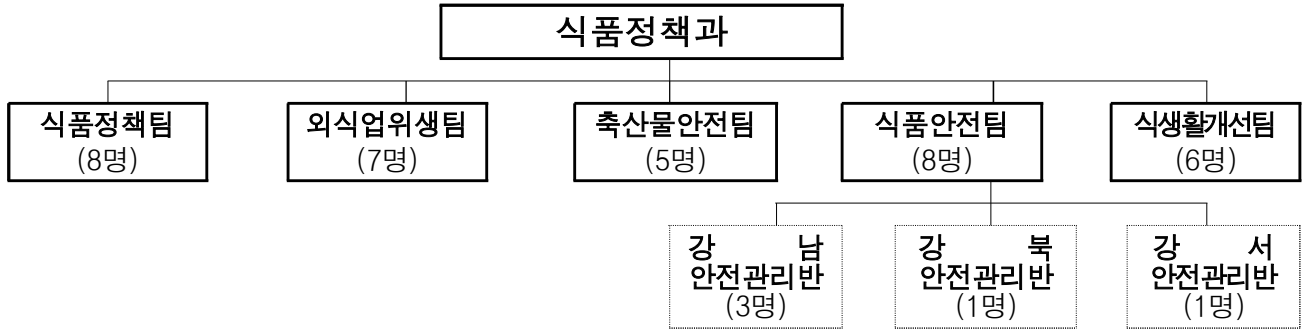 식품정책과
식품정책팀
(8명)
외식업위생팀
(7명)
축산물안전팀
(5명)
식품안전팀
(8명)
식생활개선팀
(6명)
강 남
안전관리반
(3명)
강 북
안전관리반
(1명)
강 서
안전관리반
(1명)